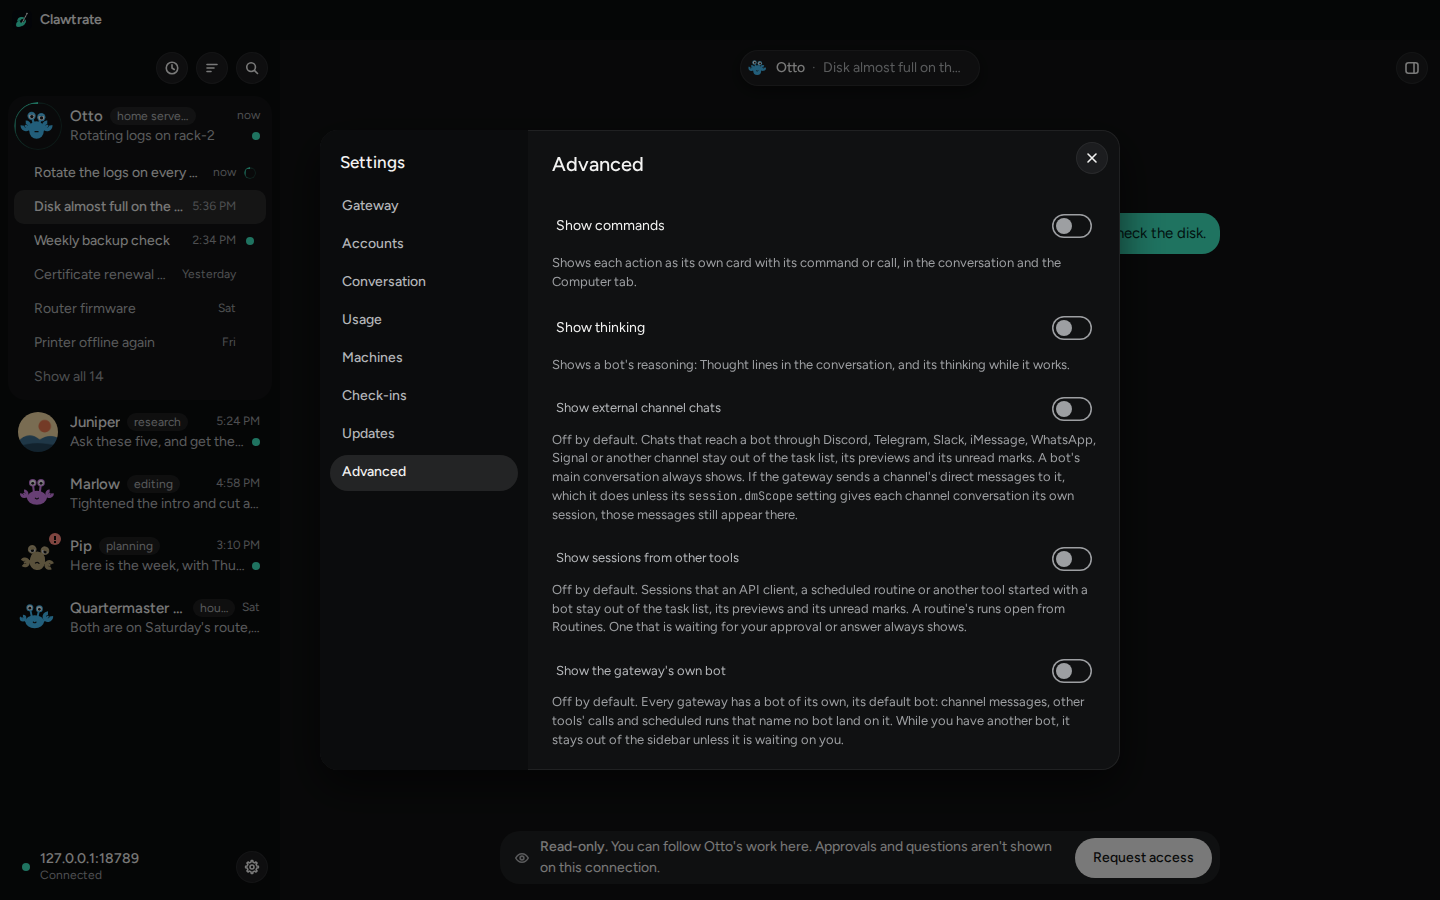 Clawtrate
Otto
home serve...
now
Rotating logs on rack-2
Rotate the logs on every ...
now
Disk almost full on the ...
5:36 PM
Weekly backup check
2:34 PM
Certificate renewal ...
Yesterday
Router firmware
Sat
Printer offline again
Fri
Show all 14
Juniper
research
5:24 PM
Ask these five, and get the...
Marlow
editing
4:58 PM
Tightened the intro and cut a...
Pip
planning
3:10 PM
Here is the week, with Thu...
Quartermaster ...
hou...
Sat
Both are on Saturday's route,...
127.0.0.1:18789
Connected
Otto · Disk almost full on th...
Settings
Gateway
Accounts
Conversation
Usage
Machines
Check-ins
Updates
Advanced
Advanced
Show commands
Shows each action as its own card with its command or call, in the conversation and the
Computer tab.
Show thinking
Shows a bot's reasoning: Thought lines in the conversation, and its thinking while it works.
Show external channel chats
Off by default. Chats that reach a bot through Discord, Telegram, Slack, iMessage, WhatsApp,
Signal or another channel stay out of the task list, its previews and its unread marks. A bot's
main conversation always shows. If the gateway sends a channel's direct messages to it,
which it does unless its session.dmScope setting gives each channel conversation its own
session, those messages still appear there.
Show sessions from other tools
Off by default. Sessions that an API client, a scheduled routine or another tool started with a
bot stay out of the task list, its previews and its unread marks. A routine's runs open from
Routines. One that is waiting for your approval or answer always shows.
Show the gateway's own bot
Off by default. Every gateway has a bot of its own, its default bot: channel messages, other
tools' calls and scheduled runs that name no bot land on it. While you have another bot, it
stays out of the sidebar unless it is waiting on you.
the disk.
Read-only. You can follow Otto's work here. Approvals and questions aren't shown
on this connection.
Request access